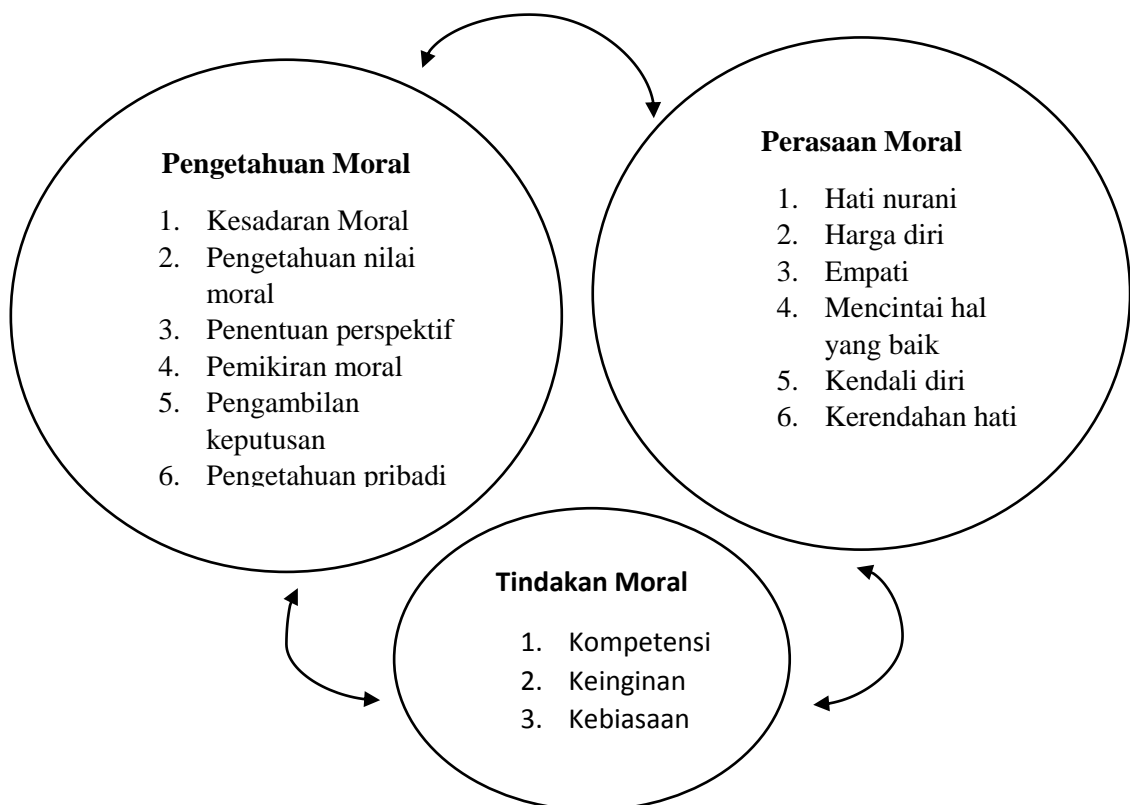 Pengetahuan Moral
1. Kesadaran Moral
2. Pengetahuan nilai
moral
3. Penentuan perspektif
4. Pemikiran moral
5. Pengambilan
keputusan
6. Pengetahuan pribadi
Perasaan Moral
1. Hati nurani
2. Harga diri
3. Empati
4. Mencintai hal
yang baik
5. Kendali diri
6. Kerendahan hati
Tindakan Moral
1. Kompetensi
2. Keinginan
3. Kebiasaan